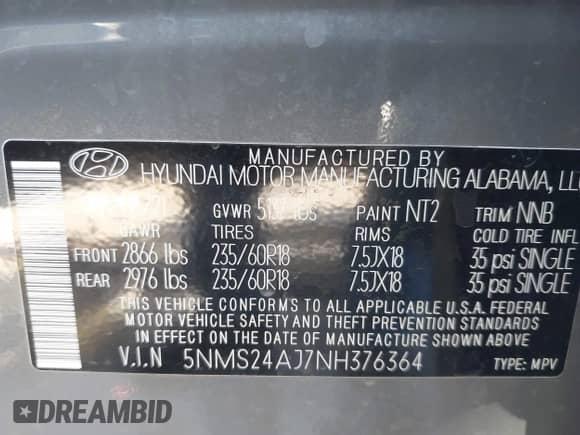 MANUFACTURED BY
HYUNDAI MOTOR MANUFACTURING ALABAMA, LLC
GVWR PAINT NT2 TRIM NNB
GAWR TIRES RIMS COLD TIRE INFL
FRONT 2866 lbs 235/60R18 7.5JX18 35 psi SINGLE
REAR 2976 lbs 235/60R18 7.5JX18 35 psi SINGLE
THIS VEHICLE CONFORMS TO ALL APPLICABLE U.S.A. FEDERAL
MOTOR VEHICLE SAFETY AND THEFT PREVENTION STANDARDS
IN EFFECT ON THE DATE OF MANUFACTURE SHOWN ABOVE
V.I.N 5NMS24AJ7NH376364 TYPE: MPV
DREAMBID